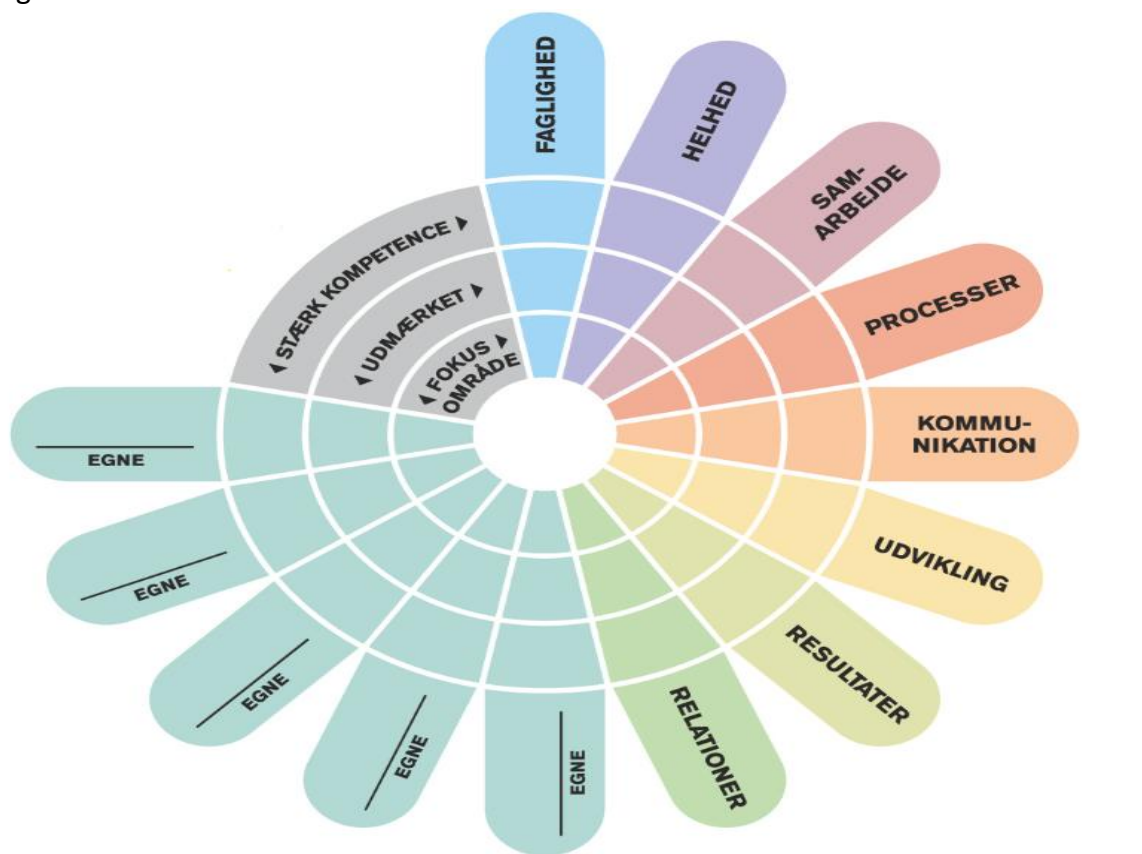 FAGLIGHED
HELHED
SAM-
ARBEJDE
PROCESSER
KOMMU-
NIKATION
UDVIKLING
RESULTATER
RELATIONER
EGNE
EGNE
EGNE
EGNE
EGNE
STÆRK KOMPETENCE
UDMÆRKET
FOKUS
OMRÅDE